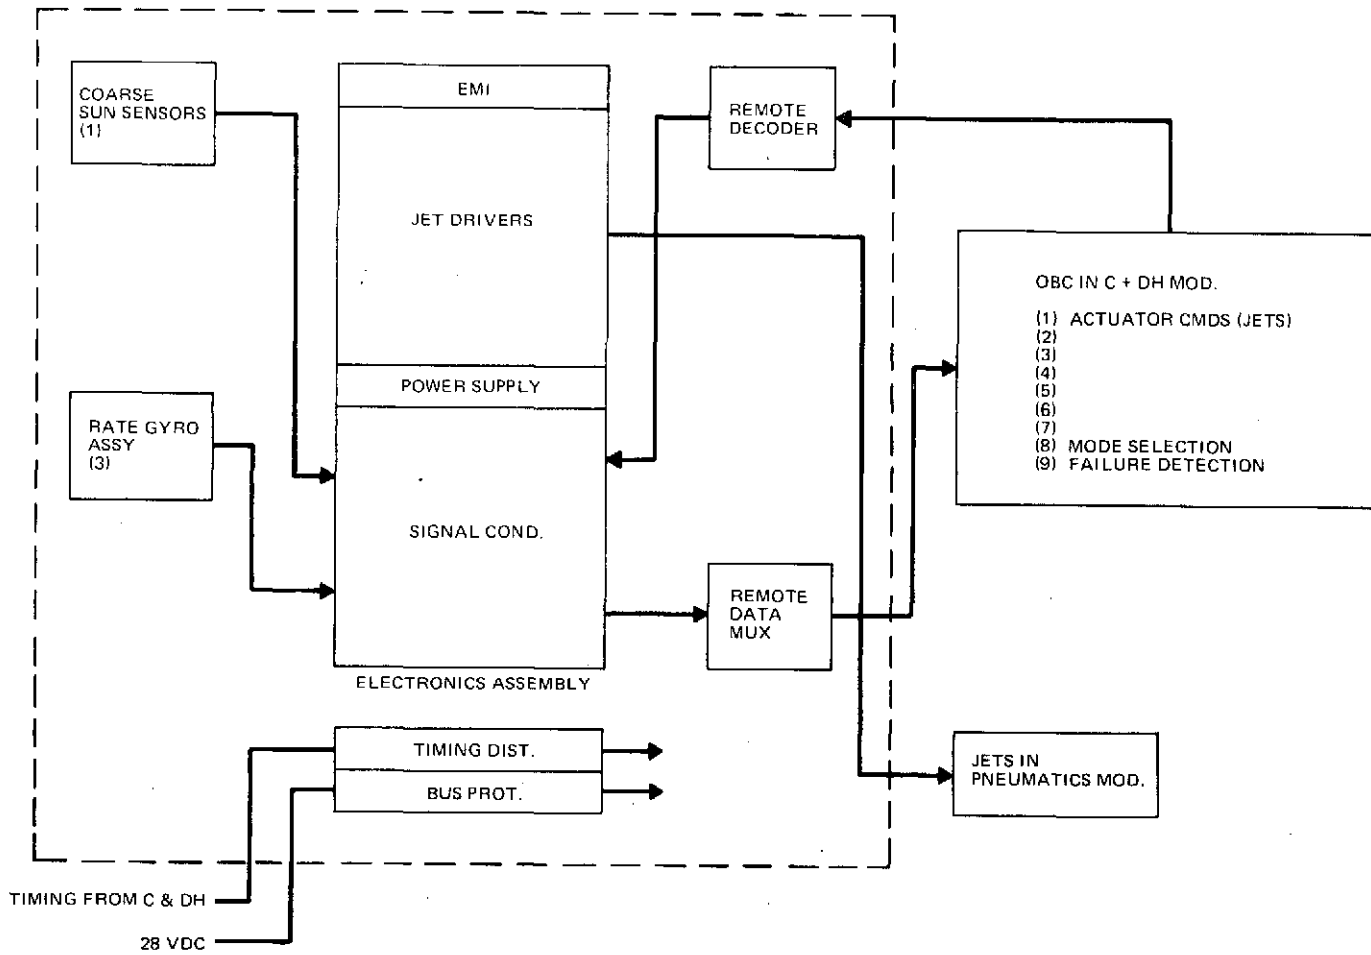 COARSE
SUN SENSORS
(1)
EMI
JET DRIVERS
POWER SUPPLY
SIGNAL COND.
ELECTRONICS ASSEMBLY
REMOTE
DECODER
OBC IN C + DH MOD.
(1) ACTUATOR CMDS (JETS)
(2)
(3)
(4)
(5)
(6)
(7)
(8) MODE SELECTION
(9) FAILURE DETECTION
RATE GYRO
ASSY
(3)
REMOTE
DATA
MUX
TIMING DIST.
BUS PROT.
JETS IN
PNEUMATICS MOD.
TIMING FROM C & DH
28 VDC